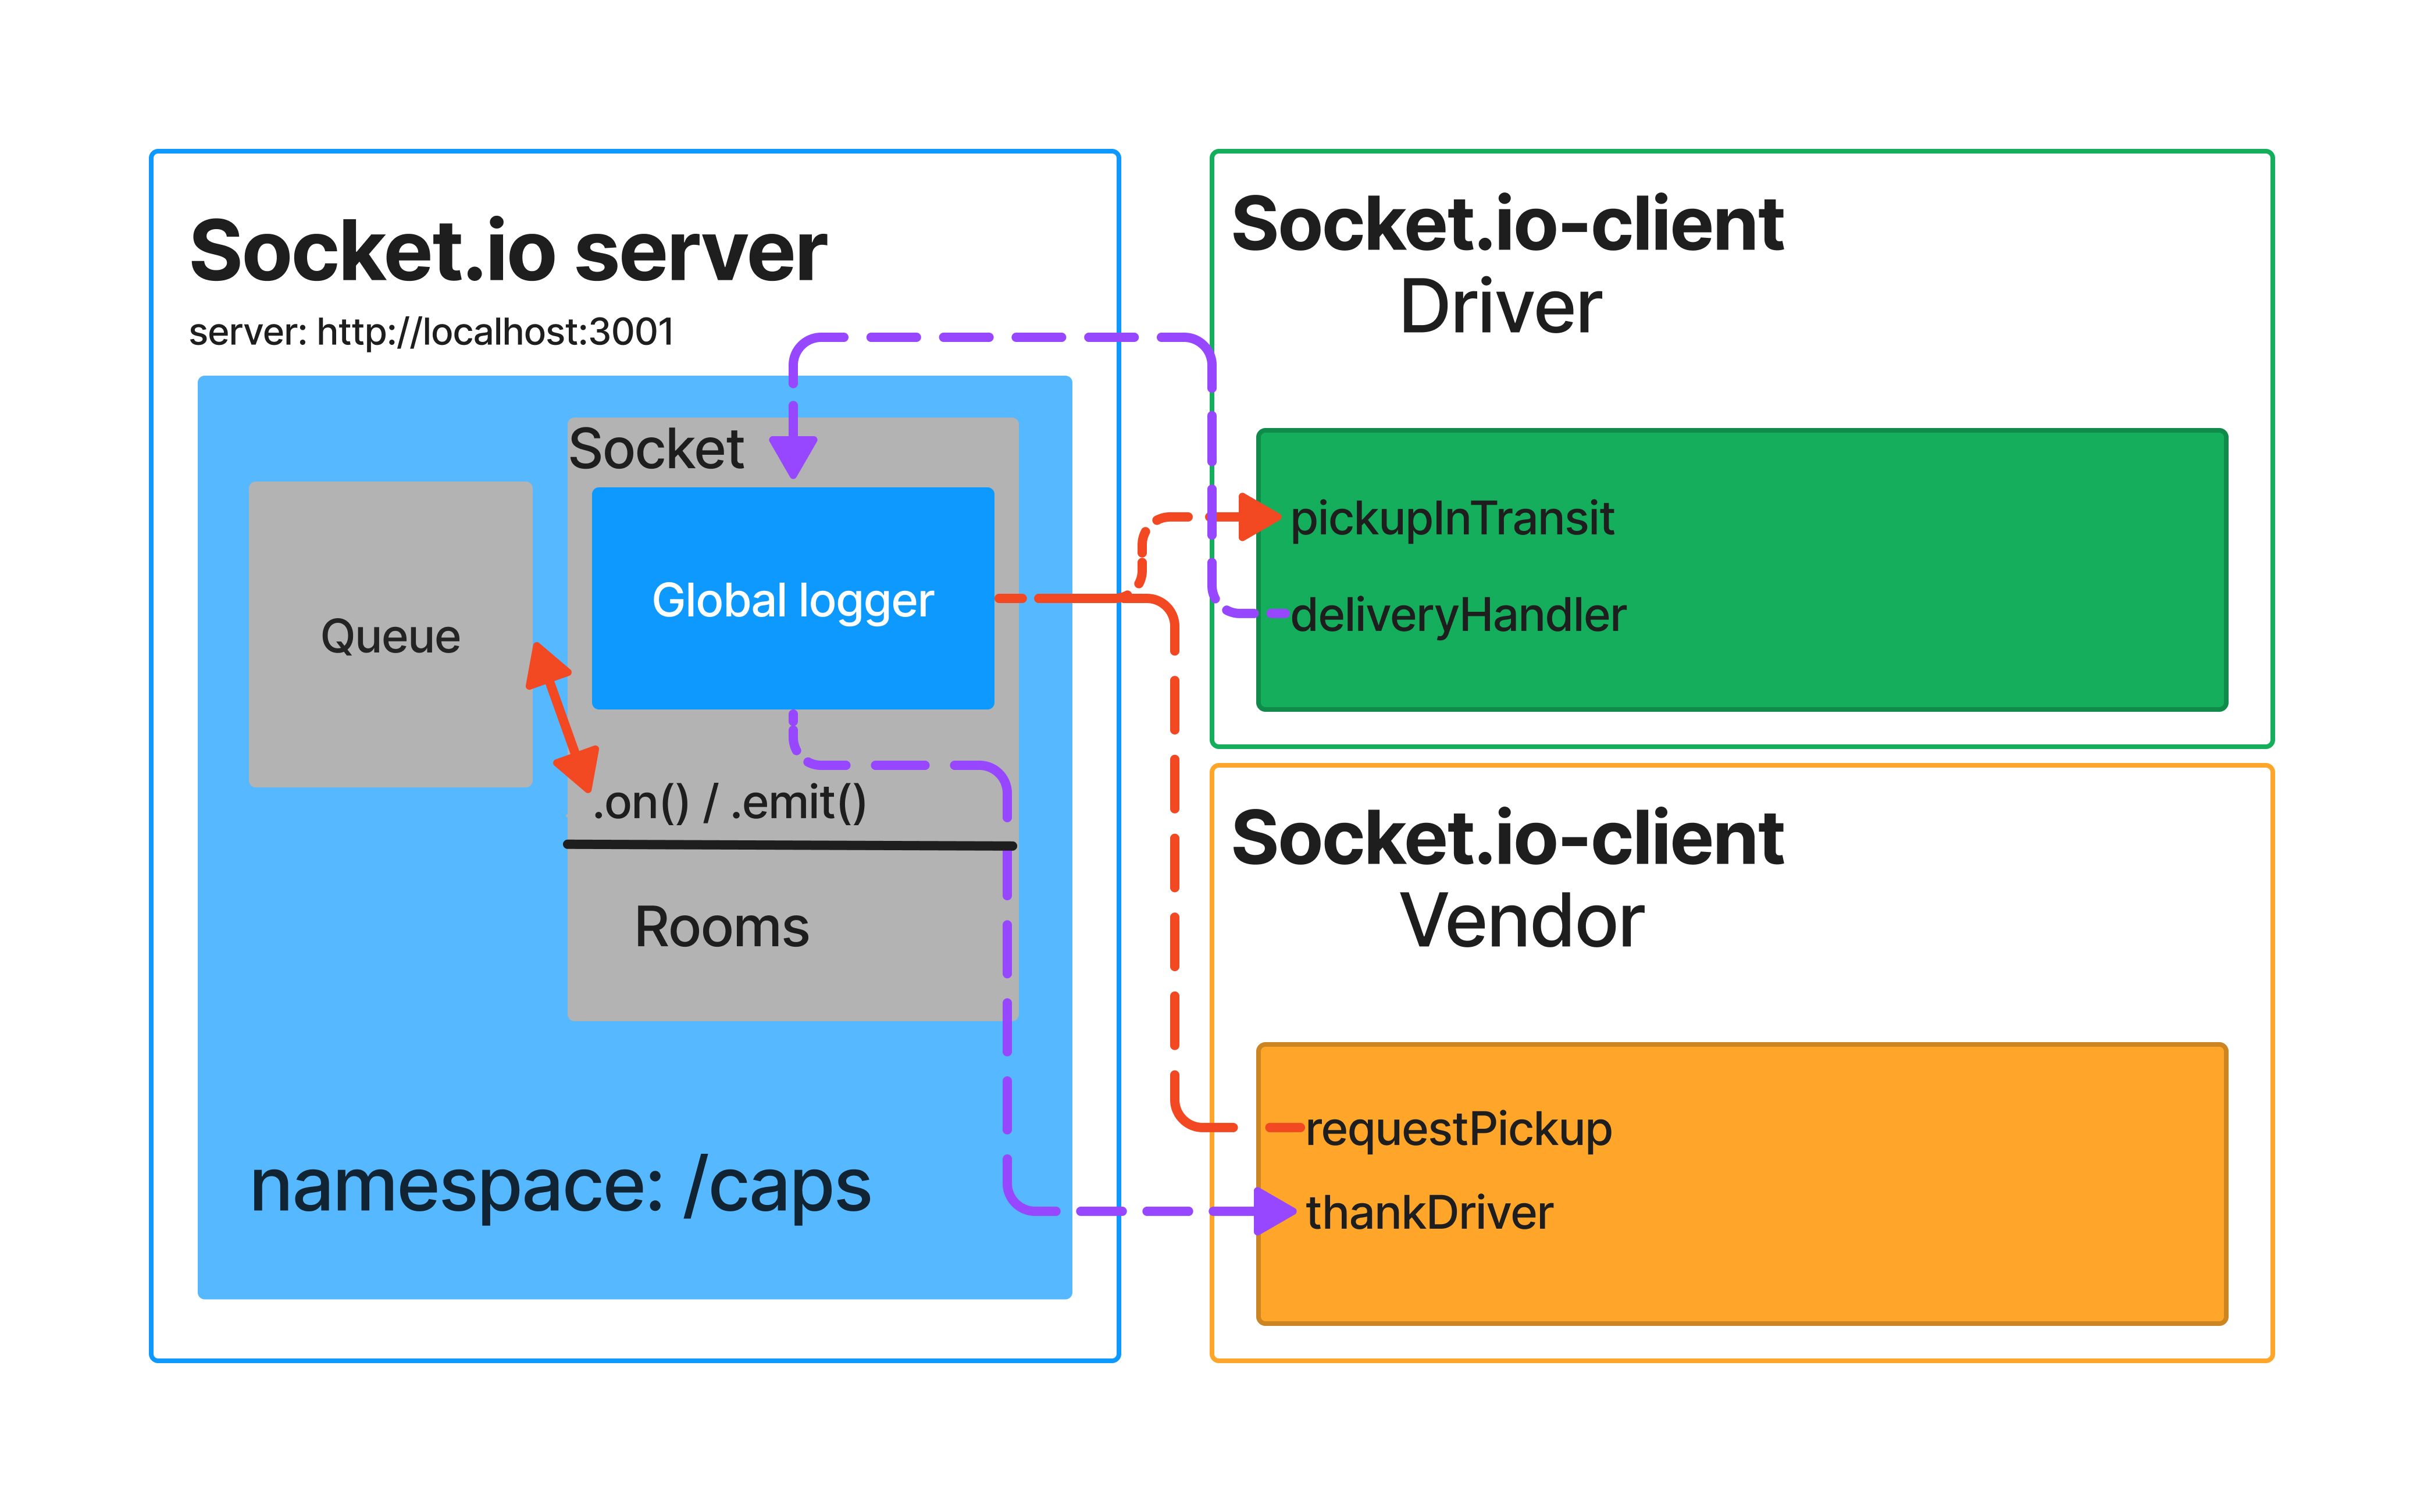 Socket.io server
server: http://localhost:3001
Socket
Global logger
Queue
.on() / .emit()
Rooms
namespace: /caps
Socket.io-client
Driver
pickupInTransit
deliveryHandler
Socket.io-client
Vendor
requestPickup
thankDriver